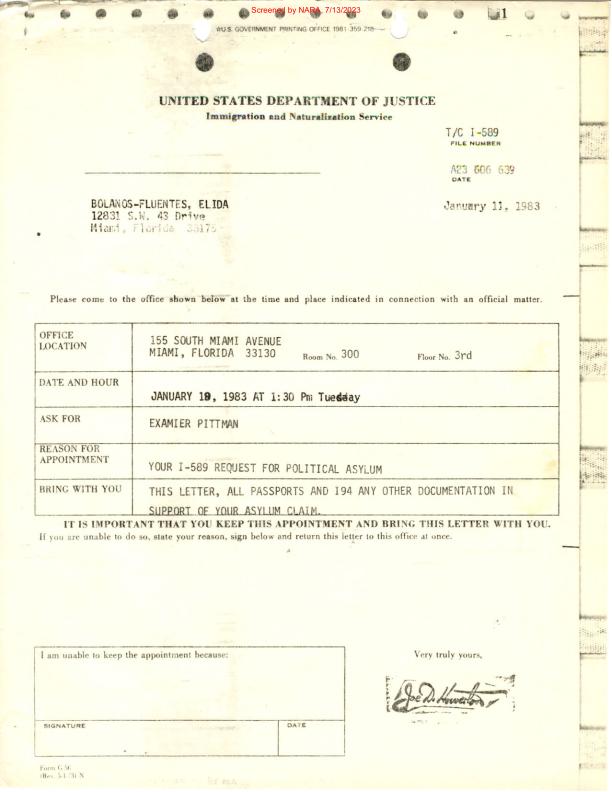 Screened by NARA, 7/13/2023
1
U.S. GOVERNMENT PRINTING OFFICE 1981-359-218
UNITED STATES DEPARTMENT OF JUSTICE
Immigration and Naturalization Service
T/C I-589
FILE NUMBER
A23 606 639
DATE
BOLANOS-FLUENTES, ELIDA
January 11, 1983
12831 S.W. 43 Drive
Miami, Florida 33175
Please come to the office shown below at the time and place indicated in connection with an official matter.
OFFICE LOCATION
155 SOUTH MIAMI AVENUE
MIAMI, FLORIDA 33130 Room No. 300 Floor No. 3rd
DATE AND HOUR
JANUARY 18, 1983 AT 1:30 Pm Tuesday
ASK FOR
EXAMIER PITTMAN
REASON FOR APPOINTMENT
YOUR I-589 REQUEST FOR POLITICAL ASYLUM
BRING WITH YOU
THIS LETTER, ALL PASSPORTS AND I94 ANY OTHER DOCUMENTATION IN
SUPPORT OF YOUR ASYLUM CLAIM.
IT IS IMPORTANT THAT YOU KEEP THIS APPOINTMENT AND BRING THIS LETTER WITH YOU.
If you are unable to do so, state your reason, sign below and return this letter to this office at once.
I am unable to keep the appointment because:
Very truly yours,
Joe D. Howerton
SIGNATURE
DATE
Form G-56
(Rev. 5-1-73) N